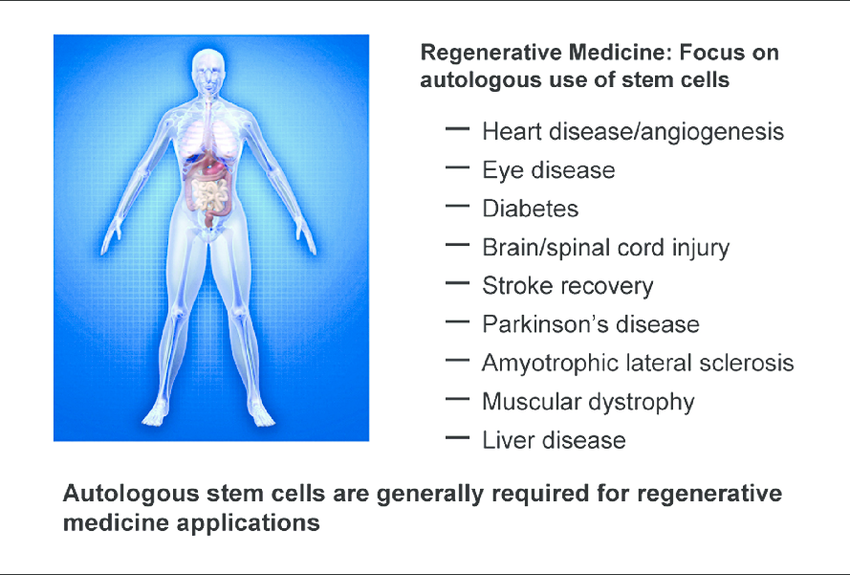 Regenerative Medicine: Focus on
autologous use of stem cells
— Heart disease/angiogenesis
— Eye disease
— Diabetes
— Brain/spinal cord injury
— Stroke recovery
— Parkinson’s disease
— Amyotrophic lateral sclerosis
— Muscular dystrophy
— Liver disease
Autologous stem cells are generally required for regenerative
medicine applications